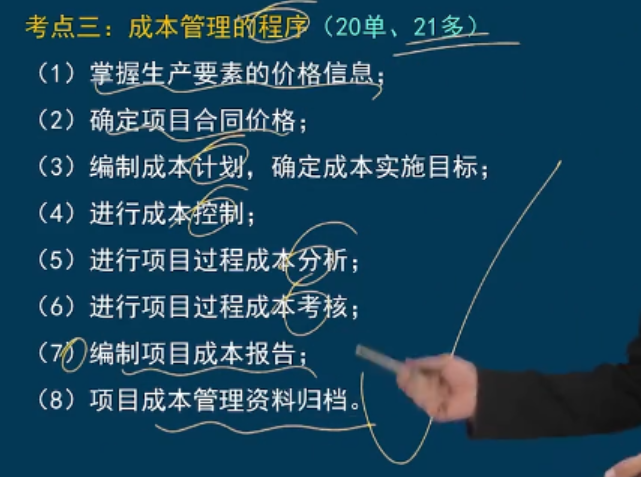 考点三：成本管理的程序（20单、21多）
（1）掌握生产要素的价格信息；
（2）确定项目合同价格；
（3）编制成本计划，确定成本实施目标；
（4）进行成本控制；
（5）进行项目过程成本分析；
（6）进行项目过程成本考核；
（7）编制项目成本报告；
（8）项目成本管理资料归档。